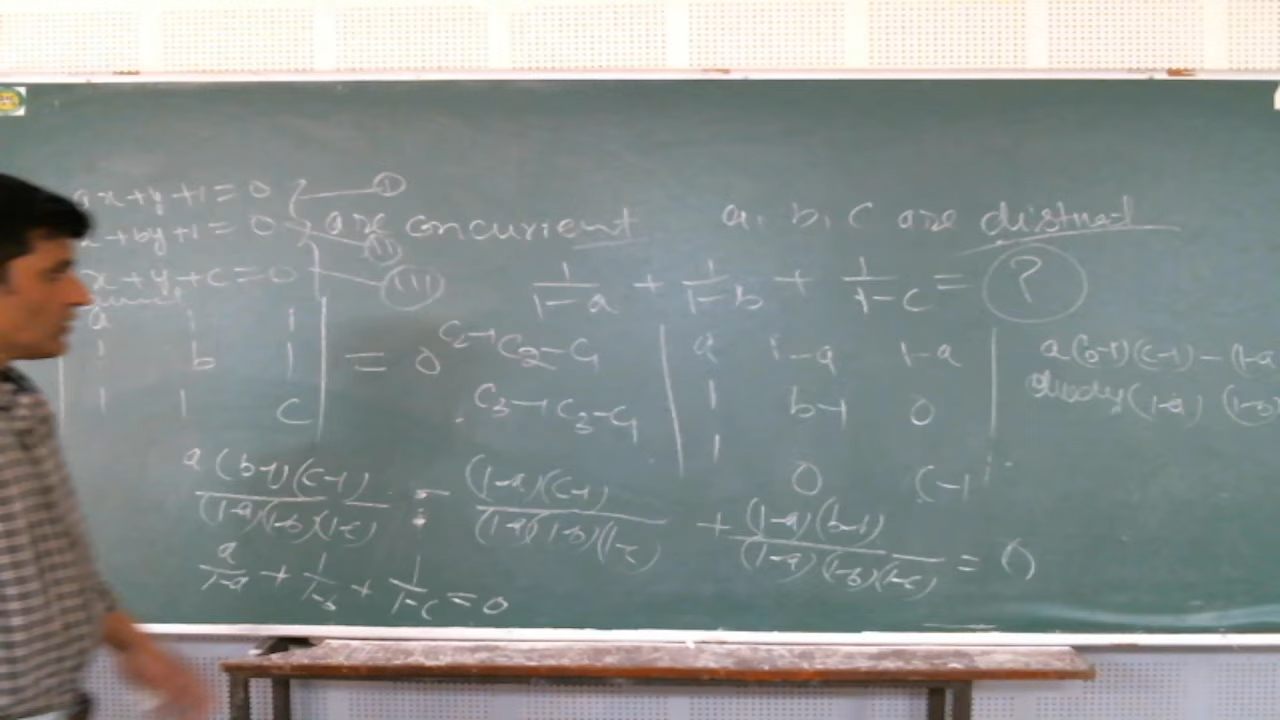 ax+y+1=0 — (I)
x+by+1=0 — (II) are concurrent a, b, c are distinct
x+y+c=0 — (III)
1/(1-a) + 1/(1-b) + 1/(1-c) = ?
| a 1 1 |
| 1 b 1 | = 0
| 1 1 c |
C2→C2-C1
C3→C3-C1
| a 1-a 1-a |
| 1 b-1 0 |
| 1 0 c-1 |
a(b-1)(c-1) - (1-a
(1-a) (1-b)
a(b-1)(c-1)/(1-a)(1-b)(1-c) - (1-a)(c-1)/(1-a)(1-b)(1-c) + (1-a)(b-1)/(1-a)(1-b)(1-c) = 0
a/(1-a) + 1/(1-b) + 1/(1-c) = 0